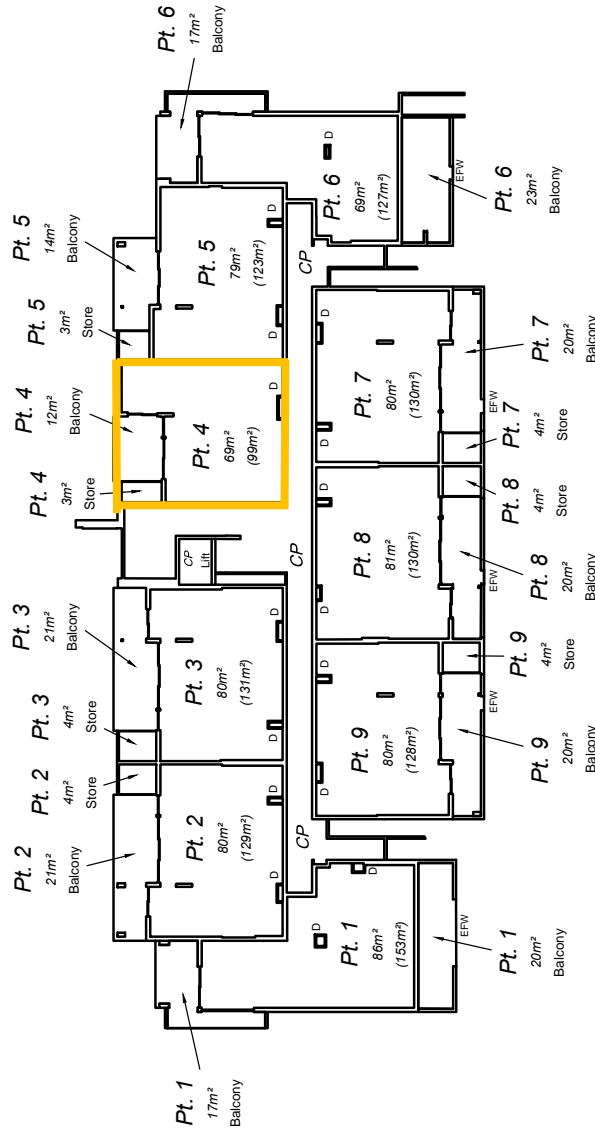 Pt. 6
17m²
Balcony
Pt. 5
14m²
Balcony
Pt. 5
3m²
Store
Pt. 4
12m²
Balcony
Pt. 4
3m²
Store
Pt. 3
21m²
Balcony
Pt. 3
4m²
Store
Pt. 2
4m²
Store
Pt. 2
21m²
Balcony
Pt. 1
17m²
Balcony
D
Pt. 6
69m²
(127m²)
Pt. 5
79m²
(123m²)
D
D
Pt. 4
69m²
(99m²)
D
CP
Lift
Pt. 3
80m²
(131m²)
D
D
Pt. 2
80m²
(129m²)
D
D
CP
CP
CP
D
D
Pt. 1
86m²
(153m²)
D
D
Pt. 7
80m²
(130m²)
D
D
Pt. 8
81m²
(130m²)
D
D
Pt. 9
80m²
(128m²)
EFW
Pt. 6
23m²
Balcony
EFW
Pt. 7
20m²
Balcony
Pt. 7
4m²
Store
Pt. 8
4m²
Store
EFW
Pt. 8
20m²
Balcony
Pt. 9
4m²
Store
EFW
Pt. 9
20m²
Balcony
EFW
Pt. 1
20m²
Balcony